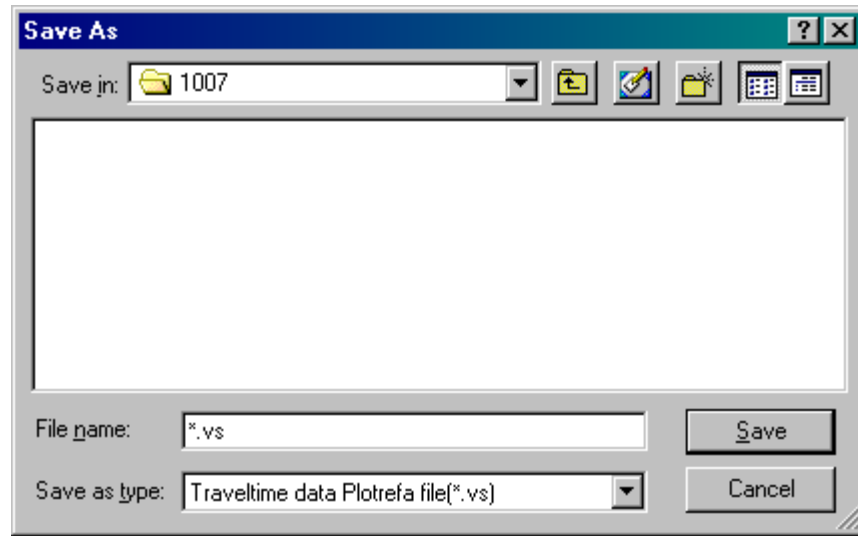 Save As
Save in: 1007
File name: *.vs Save
Save as type: Traveltime data Plotrefa file(*.vs) Cancel